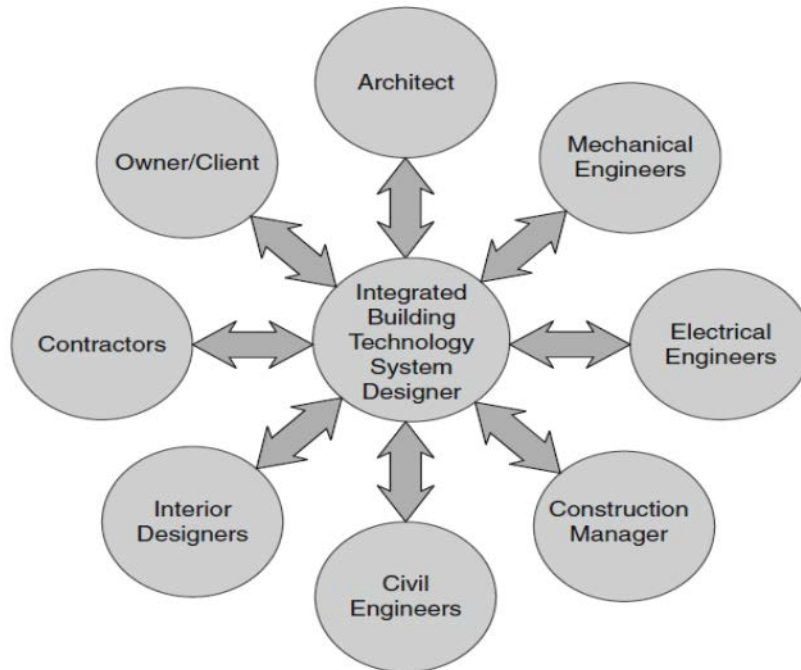 Architect
Owner/Client
Mechanical
Engineers
Integrated
Building
Technology
System
Designer
Contractors
Electrical
Engineers
Interior
Designers
Construction
Manager
Civil
Engineers